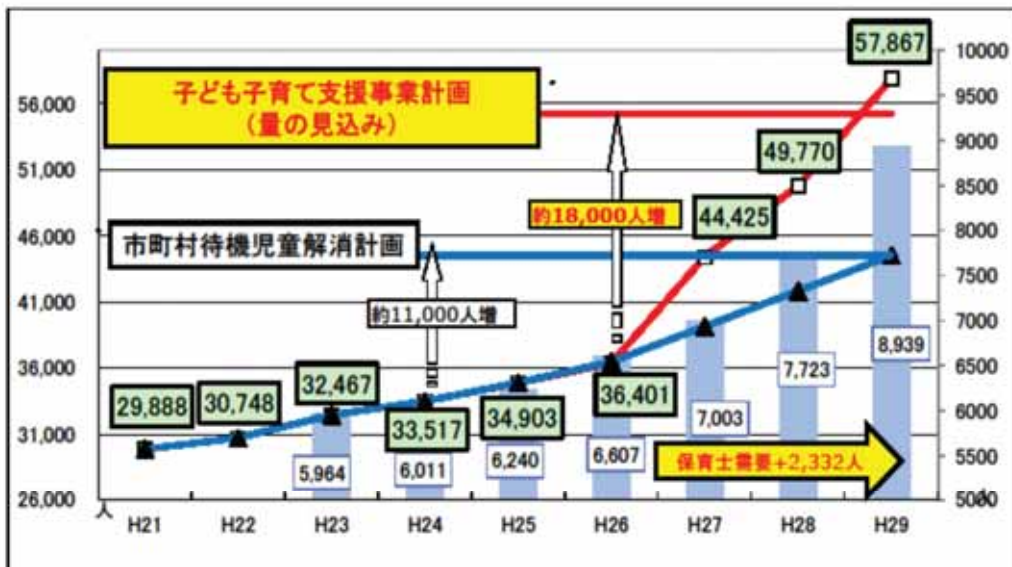 57,867
10000
子ども子育て支援事業計画
（量の見込み）
56,000
9500
9000
51,000
49,770
8500
約18,000人増
44,425
46,000
8000
市町村待機児童解消計画
7500
41,000
約11,000人増
7000
36,000
32,467
8,939
6500
29,888
30,748
36,401
7,723
33,517
34,903
7,003
6000
31,000
5,964
6,011
6,240
6,607
保育士需要+2,332人
5500
26,000
5000
人
人
H21
H22
H23
H24
H25
H26
H27
H28
H29